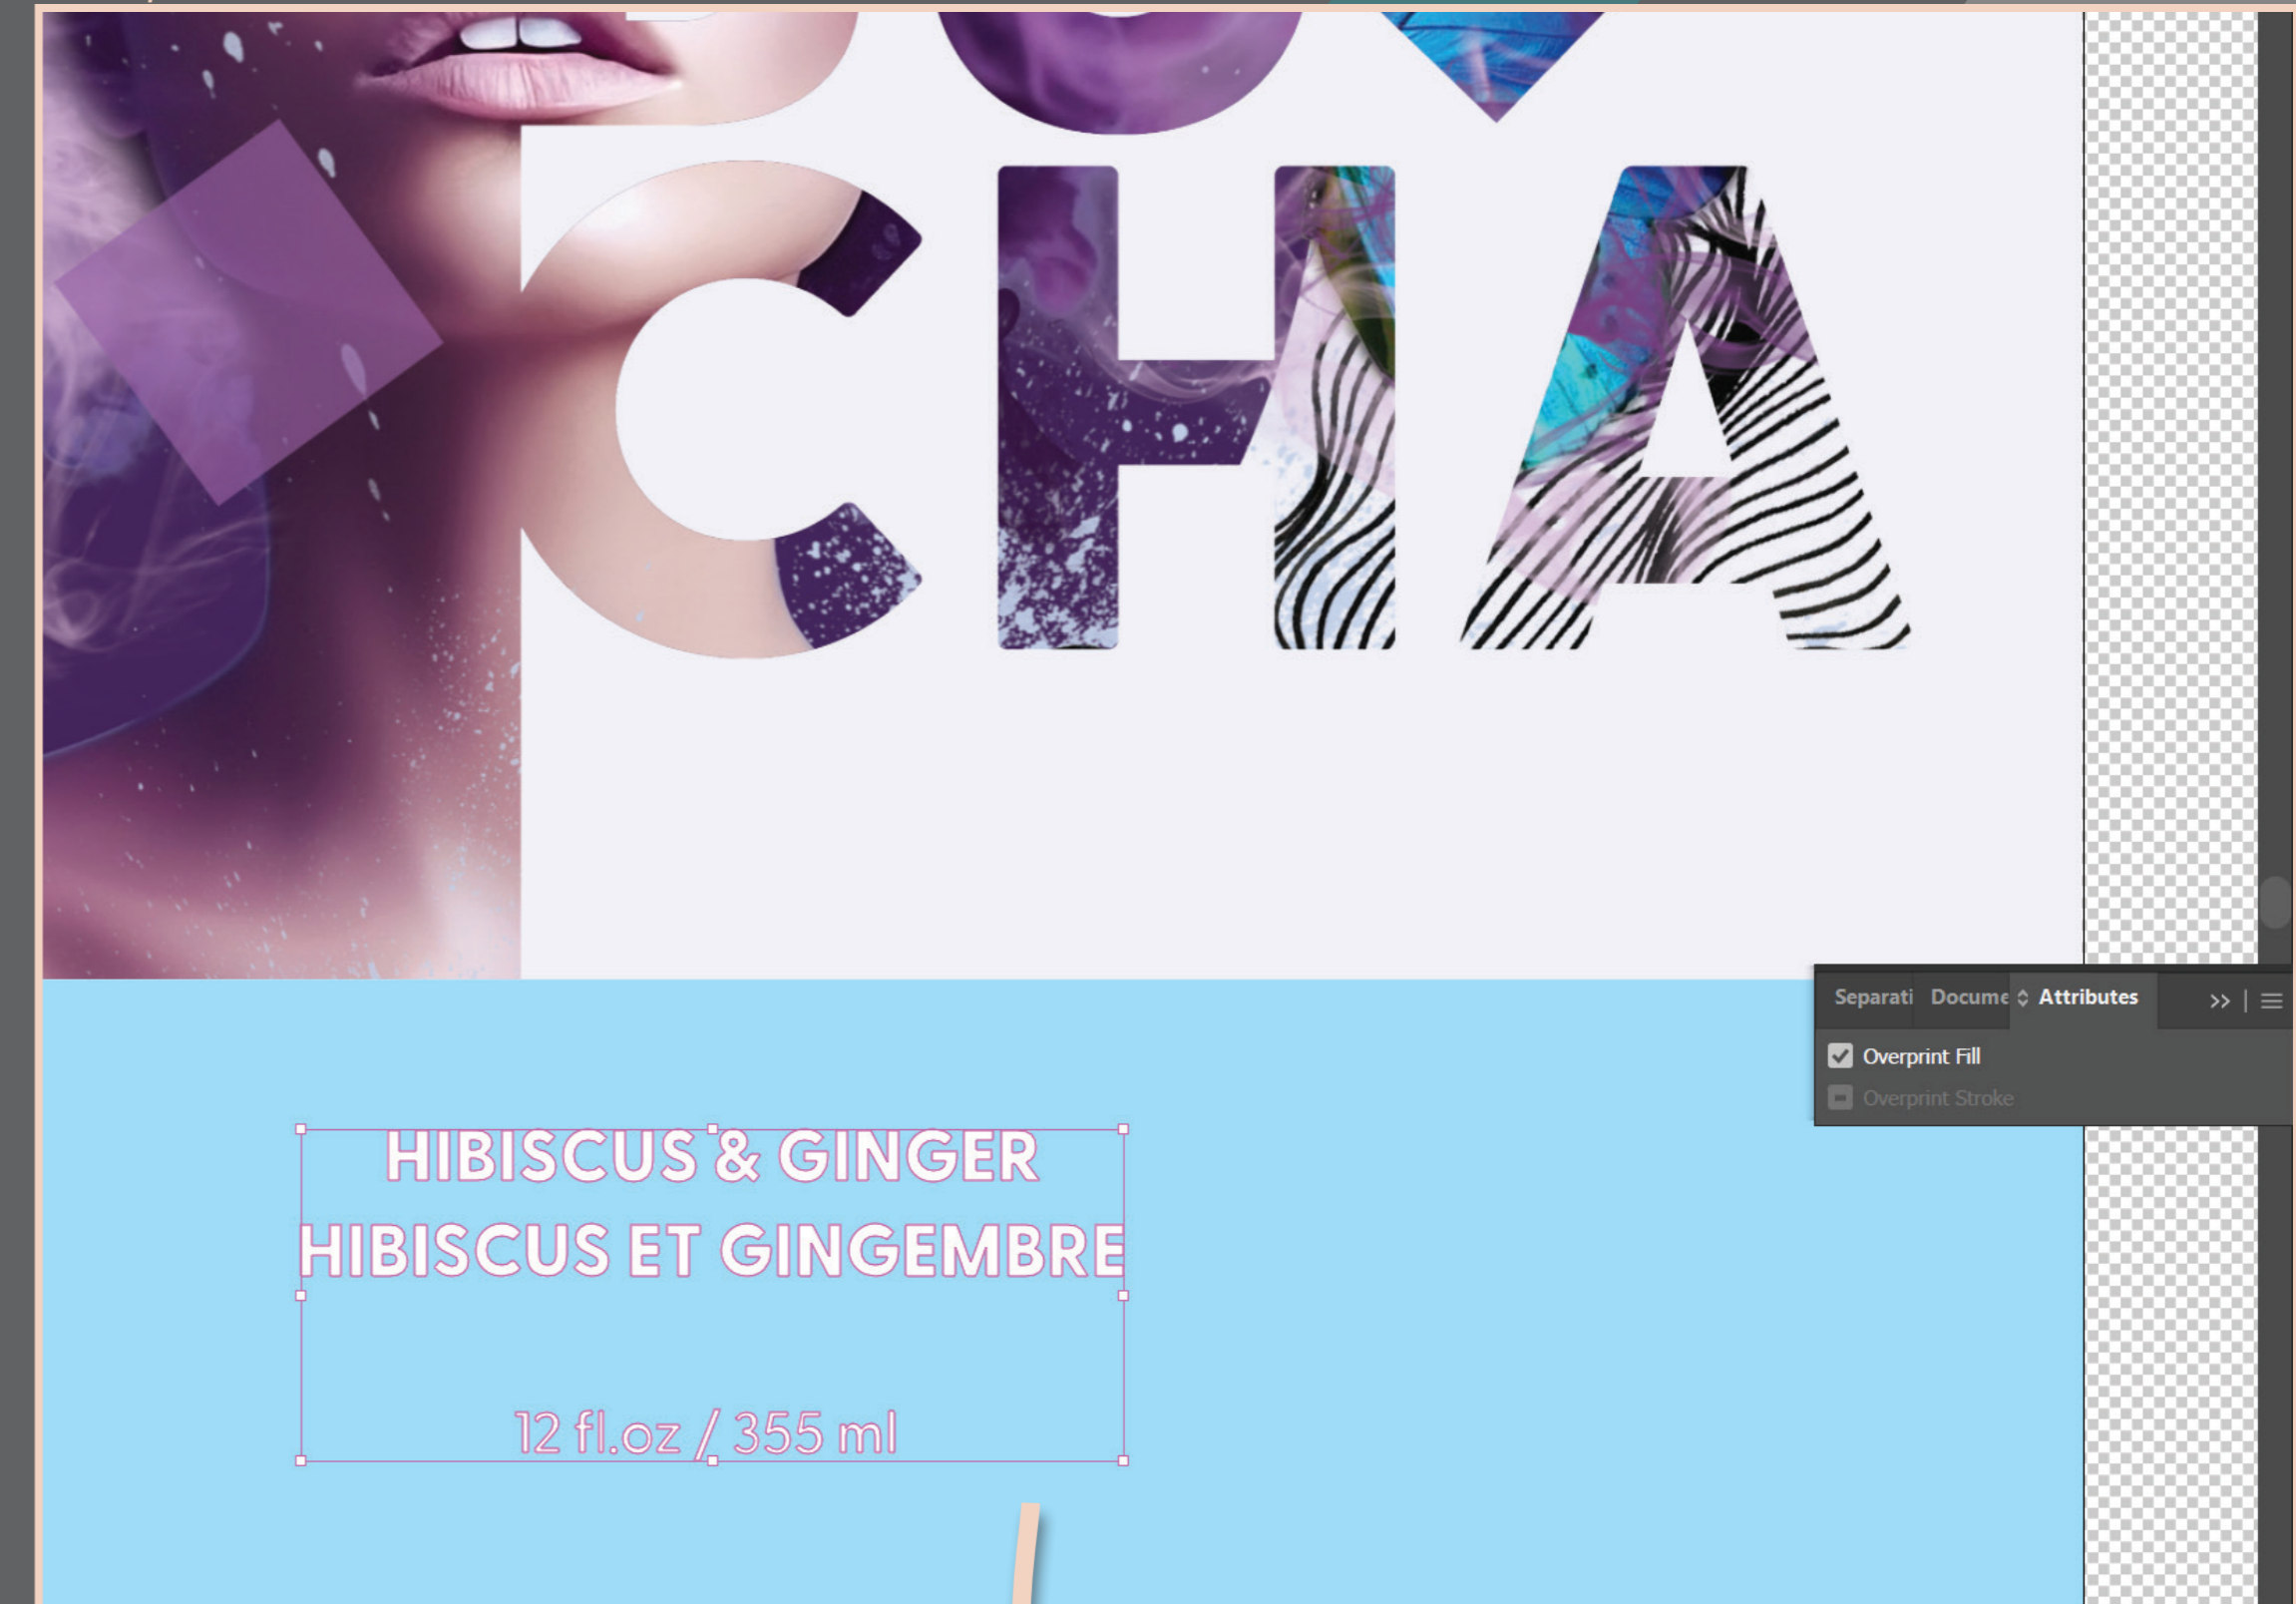 CHA
Separati Docume Attributes
Overprint Fill
Overprint Stroke
HIBISCUS & GINGER
HIBISCUS ET GINGEMBRE
12 fl.oz / 355 ml